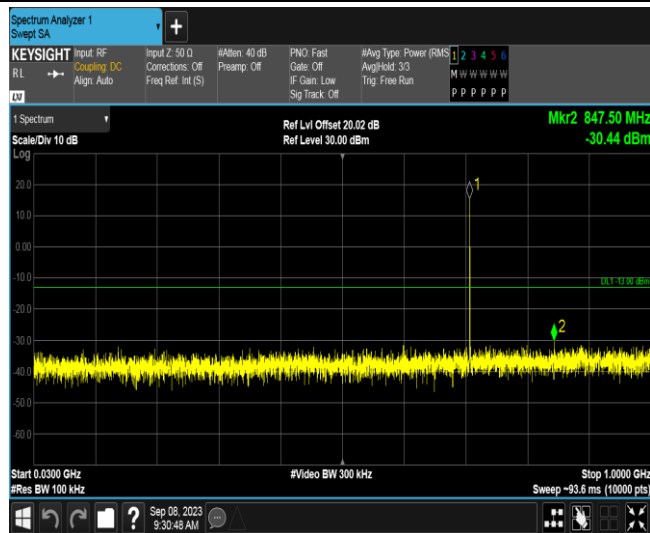 Spectrum Analyzer 1
Swept SA
+
KEYSIGHT
RL
Input: RF
Coupling: DC
Align: Auto
Input Z: 50 Ω
Corrections: Off
Freq Ref: Int (S)
#Atten: 40 dB
Preamp: Off
PNO: Fast
Gate: Off
IF Gain: Low
Sig Track: Off
#Avg Type: Power (RMS
Avg|Hold: 3/3
Trig: Free Run
1 2 3 4 5 6
M W W W W W
P P P P P P
LXI
1 Spectrum
Scale/Div 10 dB
Ref Lvl Offset 20.02 dB
Ref Level 30.00 dBm
Mkr2 847.50 MHz
-30.44 dBm
Log
20.0
1
10.0
0.00
-10.0
DL1 -13.00 dBm
-20.0
2
-30.0
-40.0
-50.0
-60.0
Start 0.0300 GHz
#Res BW 100 kHz
#Video BW 300 kHz
Stop 1.0000 GHz
Sweep ~93.6 ms (10000 pts)
?
Sep 08, 2023
9:30:48 AM